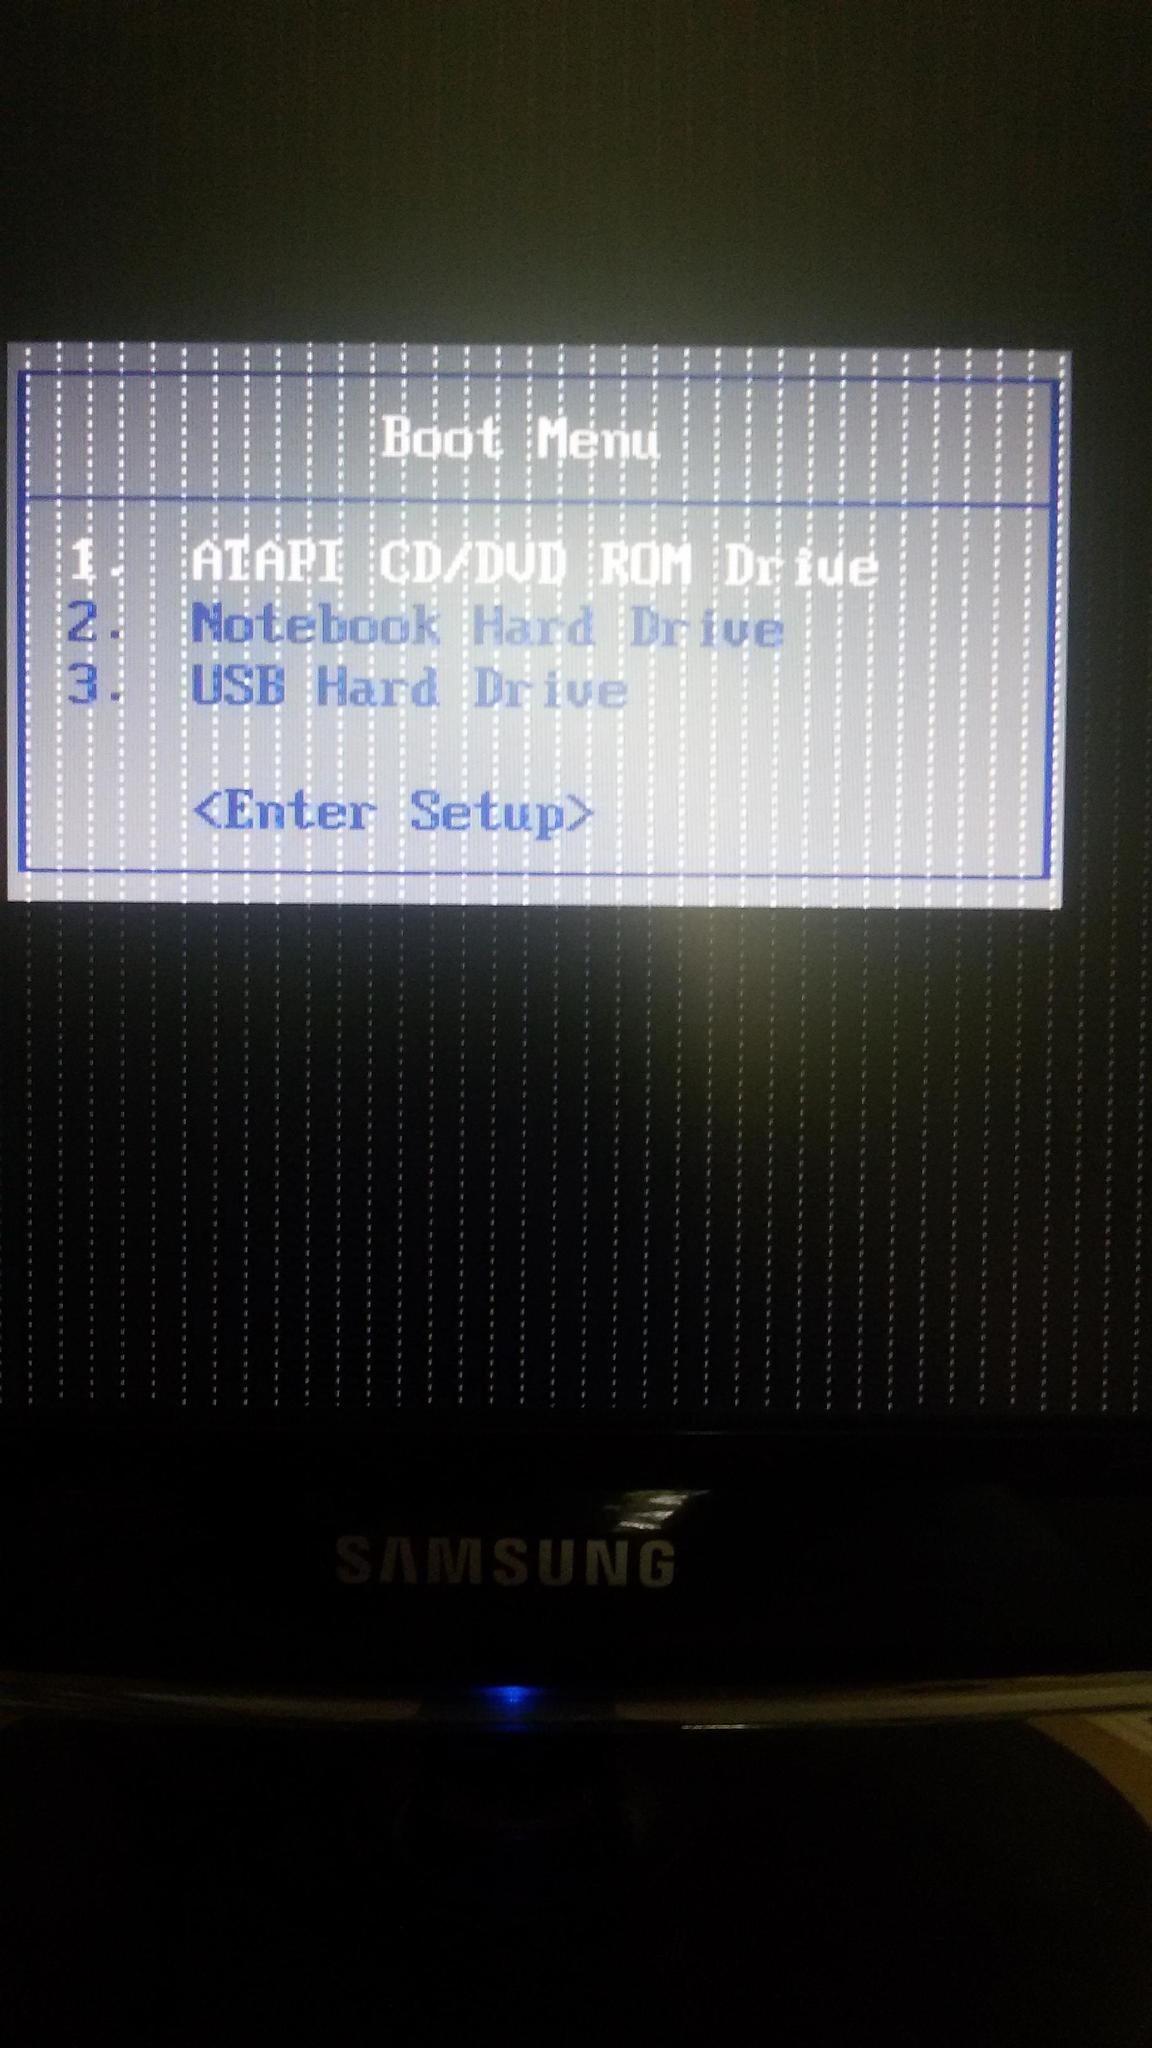 Boot Menu
1. ATAPI CD/DVD ROM Drive
2. Notebook Hard Drive
3. USB Hard Drive
<Enter Setup>
SAMSUNG